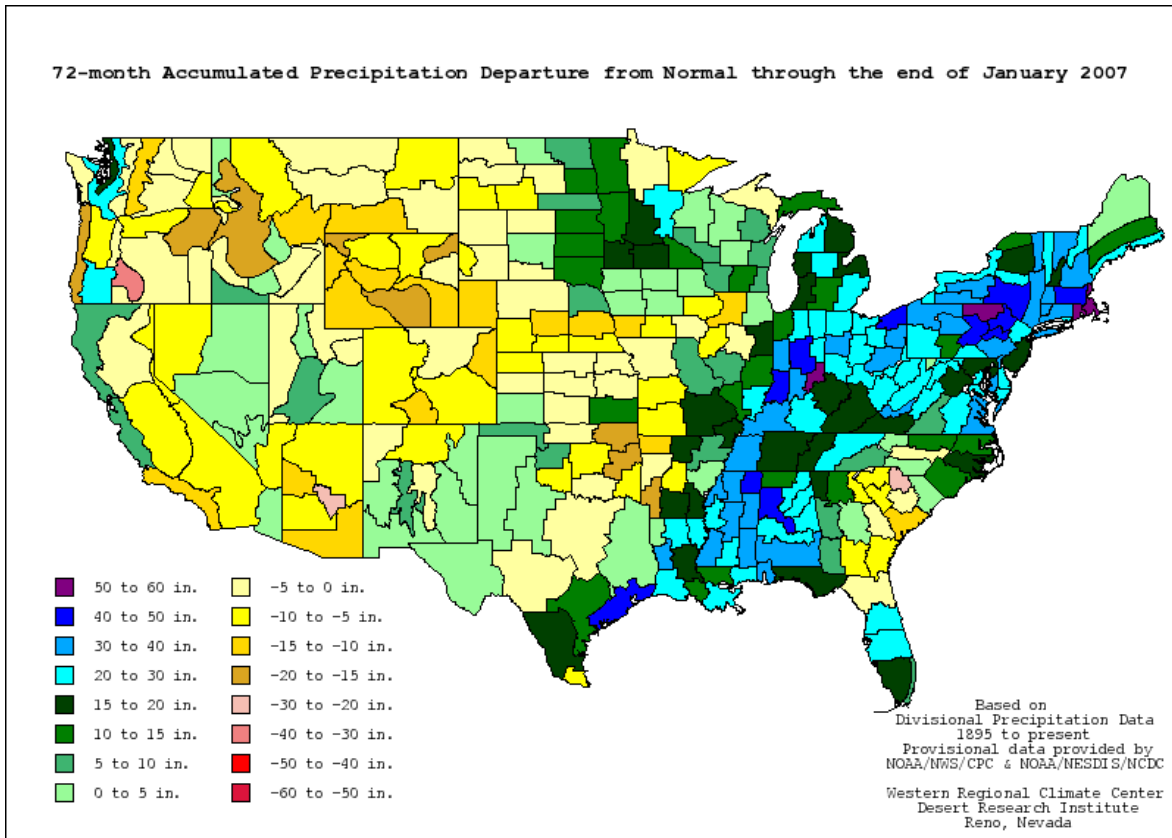 72-month Accumulated Precipitation Departure from Normal through the end of January 2007
50 to 60 in.
40 to 50 in.
30 to 40 in.
20 to 30 in.
15 to 20 in.
10 to 15 in.
5 to 10 in.
0 to 5 in.
-5 to 0 in.
-10 to -5 in.
-15 to -10 in.
-20 to -15 in.
-30 to -20 in.
-40 to -30 in.
-50 to -40 in.
-60 to -50 in.
Based on
Divisional Precipitation Data
1895 to present
Provisional data provided by
NOAA/NWS/CPC & NOAA/NESDIS/NCDC
Western Regional Climate Center
Desert Research Institute
Reno, Nevada